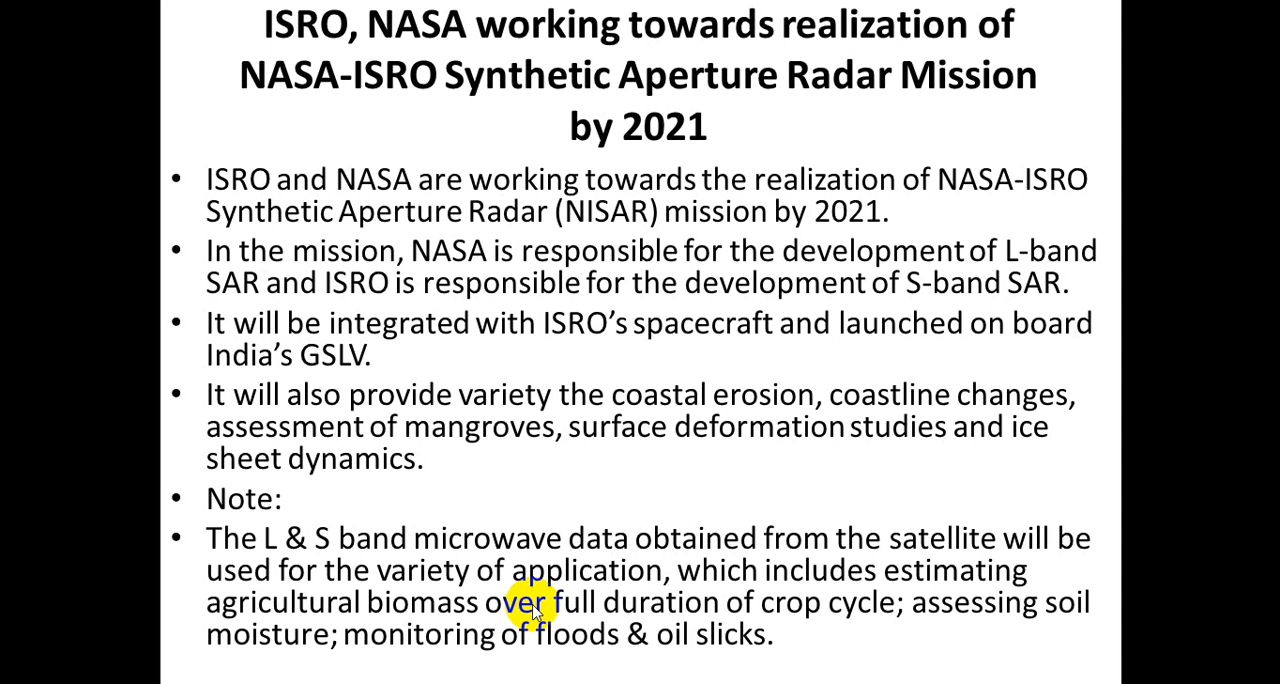 ISRO, NASA working towards realization of
NASA-ISRO Synthetic Aperture Radar Mission
by 2021
• ISRO and NASA are working towards the realization of NASA-ISRO
Synthetic Aperture Radar (NISAR) mission by 2021.
• In the mission, NASA is responsible for the development of L-band
SAR and ISRO is responsible for the development of S-band SAR.
• It will be integrated with ISRO’s spacecraft and launched on board
India’s GSLV.
• It will also provide variety the coastal erosion, coastline changes,
assessment of mangroves, surface deformation studies and ice
sheet dynamics.
• Note:
• The L & S band microwave data obtained from the satellite will be
used for the variety of application, which includes estimating
agricultural biomass over full duration of crop cycle; assessing soil
moisture; monitoring of floods & oil slicks.